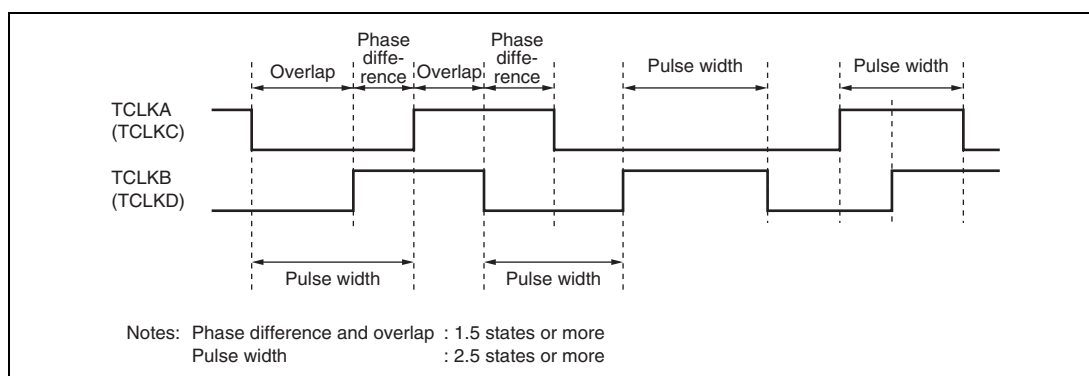 Phase
diffe-
rence
Phase
diffe-
rence
Overlap
Overlap
Pulse width
Pulse width
TCLKA
(TCLKC)
TCLKB
(TCLKD)
Pulse width
Pulse width
Notes: Phase difference and overlap : 1.5 states or more
Pulse width : 2.5 states or more